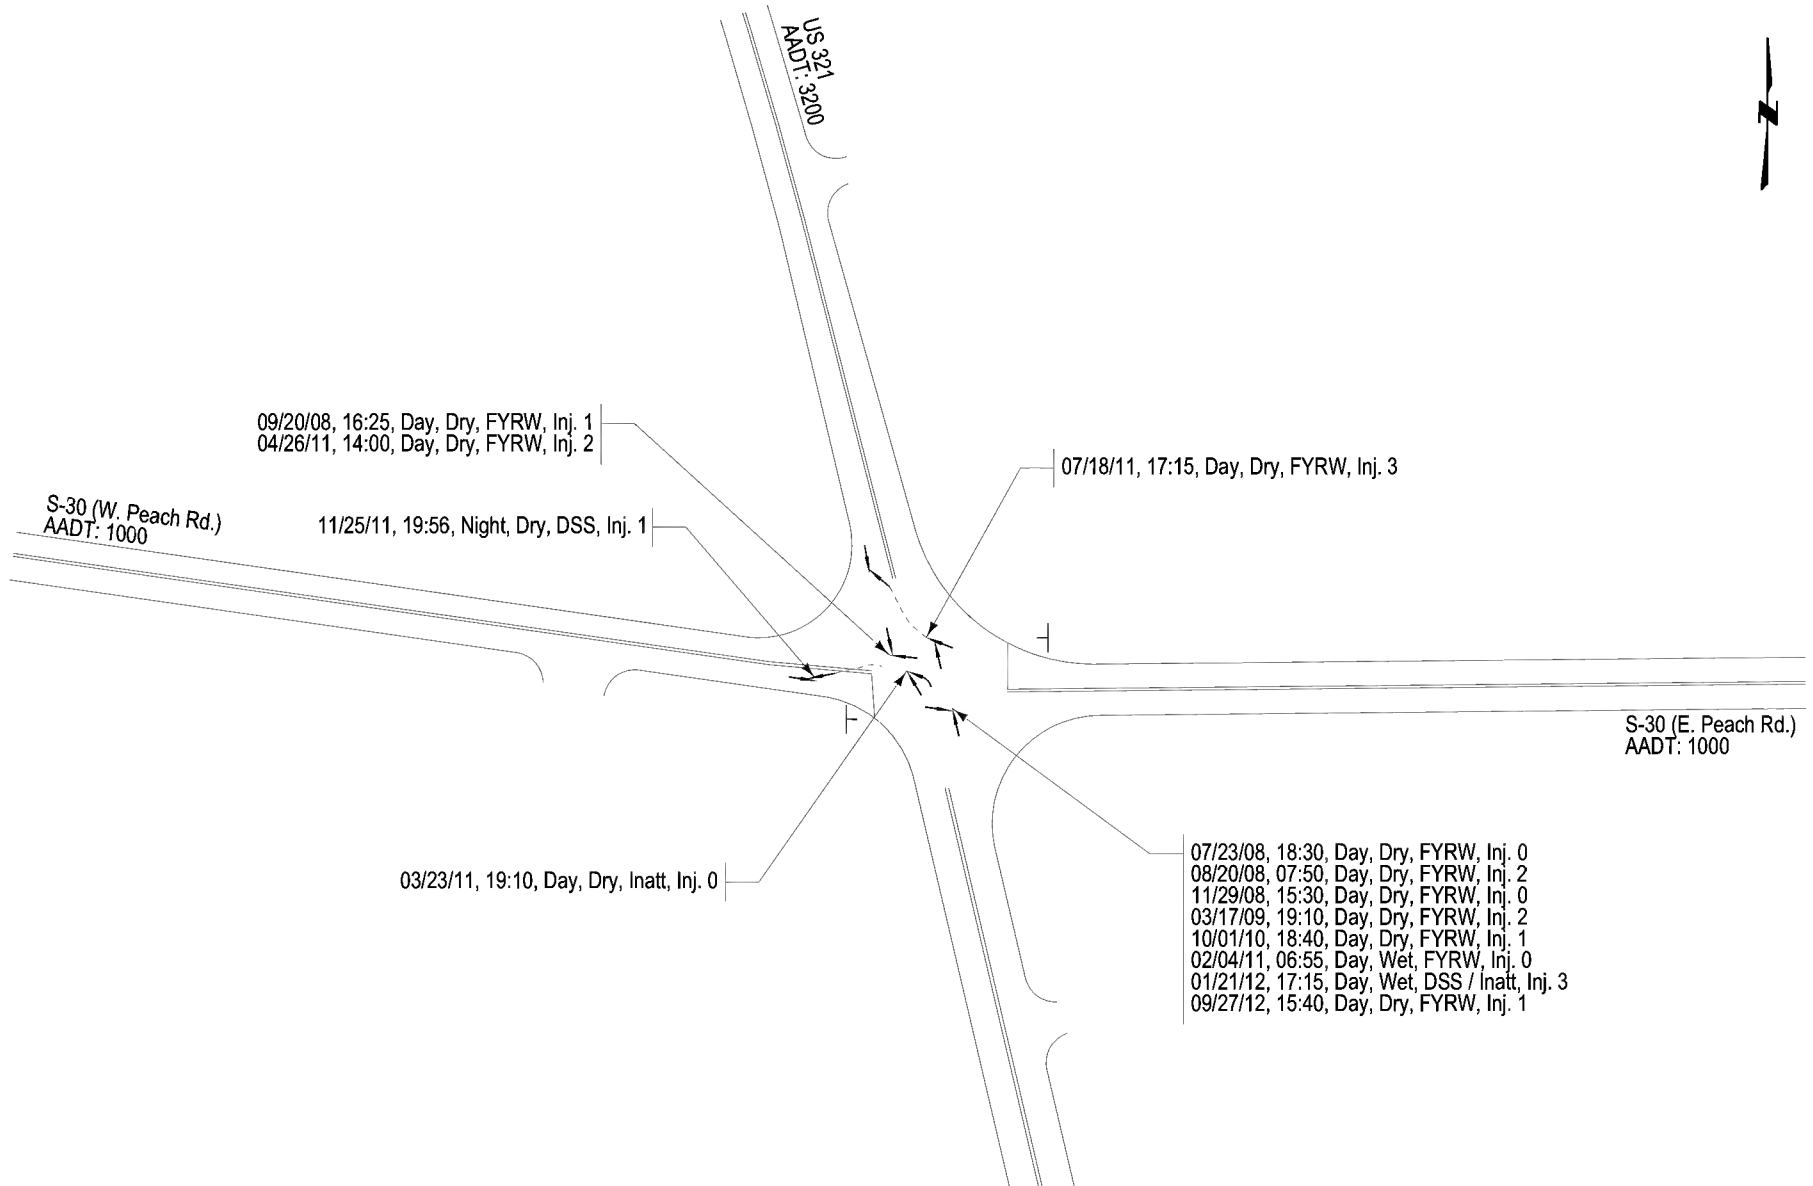 US 321
AADT: 3200
N
09/20/08, 16:25, Day, Dry, FYRW, Inj. 1
04/26/11, 14:00, Day, Dry, FYRW, Inj. 2
07/18/11, 17:15, Day, Dry, FYRW, Inj. 3
S-30 (W. Peach Rd.)
AADT: 1000
11/25/11, 19:56, Night, Dry, DSS, Inj. 1
S-30 (E. Peach Rd.)
AADT: 1000
03/23/11, 19:10, Day, Dry, Inatt, Inj. 0
07/23/08, 18:30, Day, Dry, FYRW, Inj. 0
08/20/08, 07:50, Day, Dry, FYRW, Inj. 2
11/29/08, 15:30, Day, Dry, FYRW, Inj. 0
03/17/09, 19:10, Day, Dry, FYRW, Inj. 2
10/01/10, 18:40, Day, Dry, FYRW, Inj. 1
02/04/11, 06:55, Day, Wet, FYRW, Inj. 0
01/21/12, 17:15, Day, Wet, DSS / Inatt, Inj. 3
09/27/12, 15:40, Day, Dry, FYRW, Inj. 1